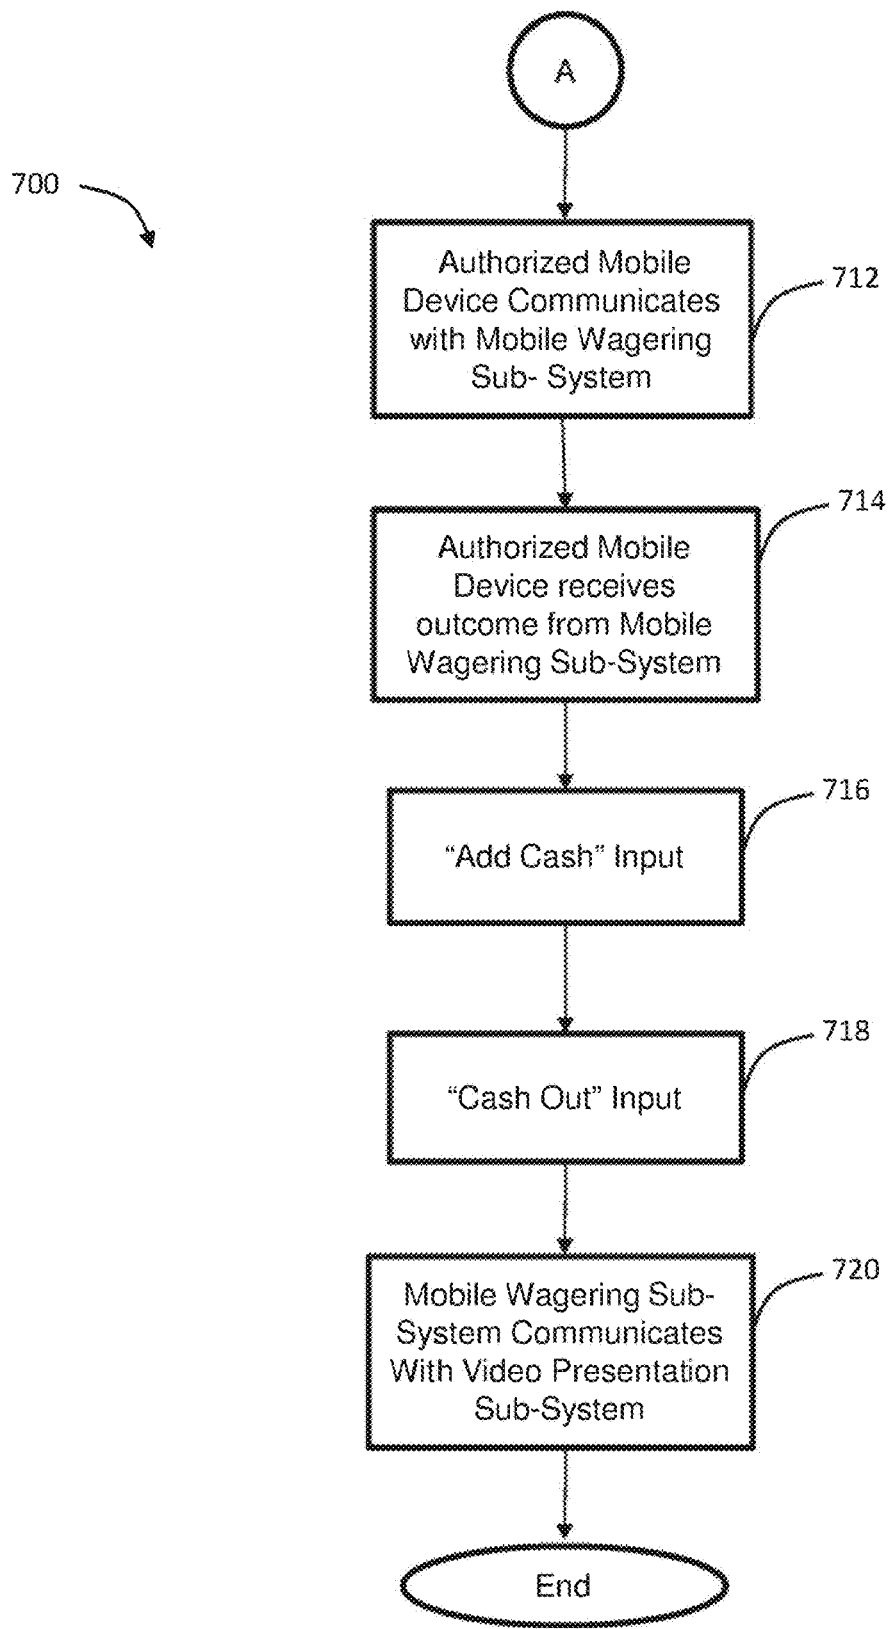 A
700
Authorized Mobile
Device Communicates
with Mobile Wagering
Sub- System
712
Authorized Mobile
Device receives
outcome from Mobile
Wagering Sub-System
714
“Add Cash” Input
716
“Cash Out” Input
718
Mobile Wagering Sub-
System Communicates
With Video Presentation
Sub-System
720
End